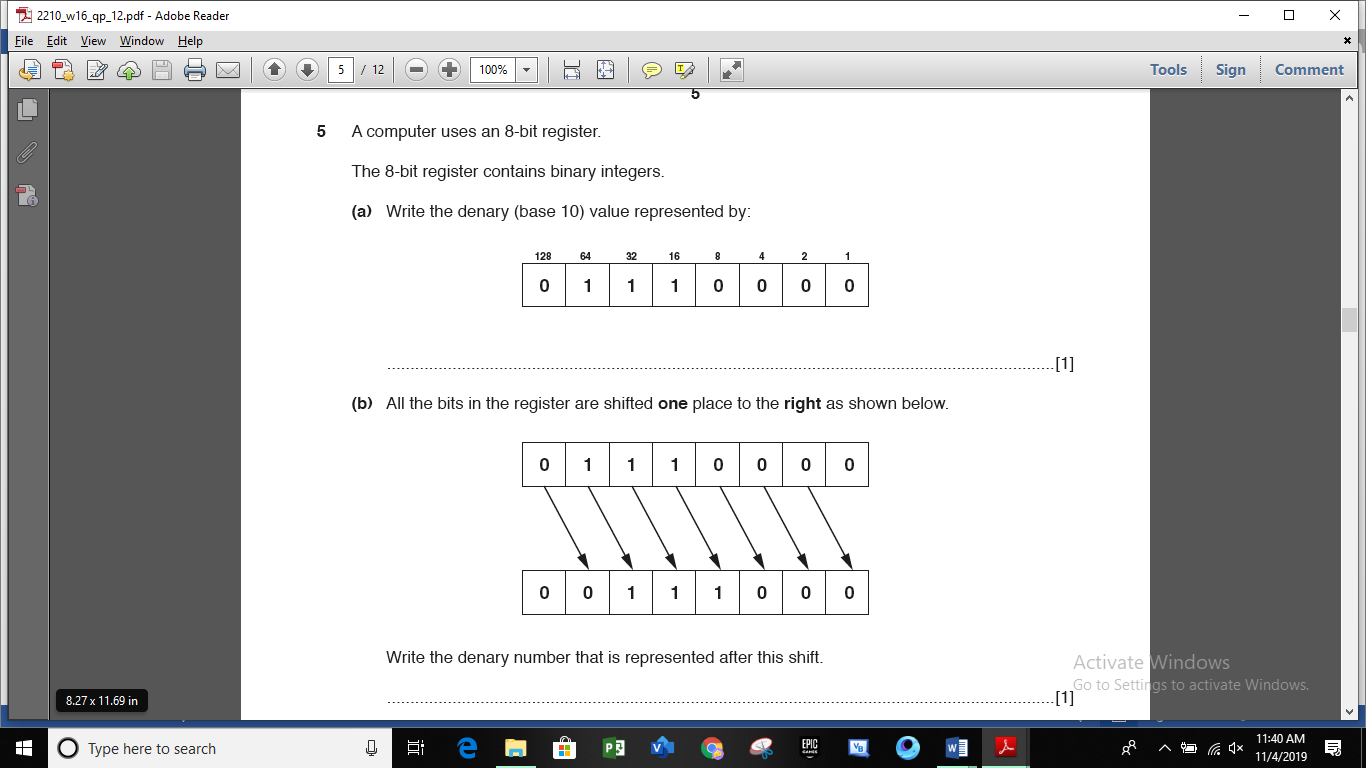 2210_w16_qp_12.pdf - Adobe Reader
File Edit View Window Help
5 / 12 100% Tools Sign Comment
5
5 A computer uses an 8-bit register.
The 8-bit register contains binary integers.
(a) Write the denary (base 10) value represented by:
128 64 32 16 8 4 2 1
0 1 1 1 0 0 0 0
[1]
(b) All the bits in the register are shifted one place to the right as shown below.
0 1 1 1 0 0 0 0
0 0 1 1 1 0 0 0
Write the denary number that is represented after this shift.
Activate Windows
Go to Settings to activate Windows.
8.27 x 11.69 in
[1]
Type here to search
EPIC GAMES
11:40 AM
11/4/2019